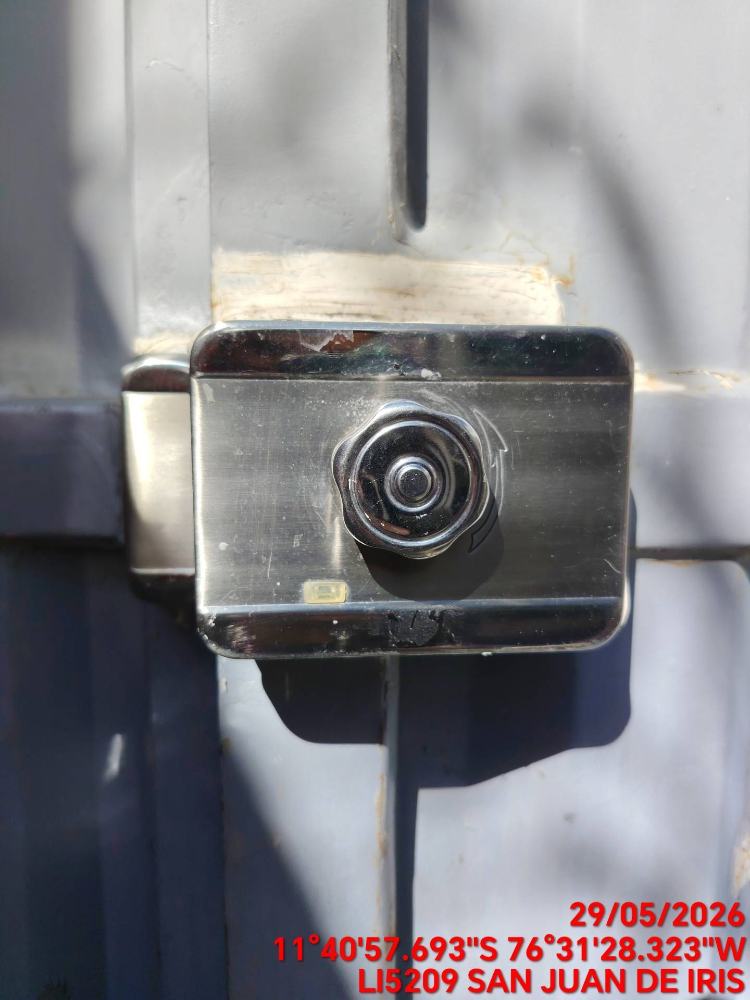 29/05/2026
11°40'57.693"S 76°31'28.323"W
LI5209 SAN JUAN DE IRIS